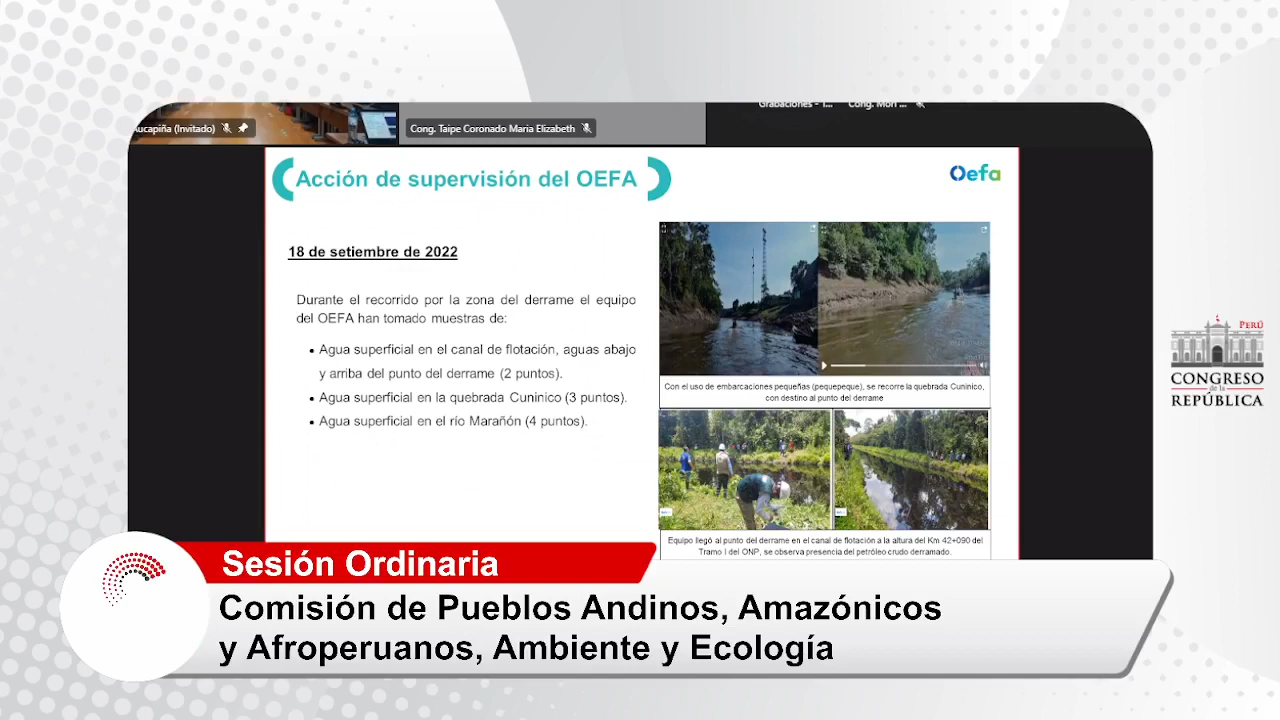 ucapiña (Invitado)
Cong. Taipe Coronado Maria Elizabeth
Grabaciones - T... Cong. Mori ...
Acción de supervisión del OEFA
Oefa
18 de setiembre de 2022
Durante el recorrido por la zona del derrame el equipo
del OEFA han tomado muestras de:
• Agua superficial en el canal de flotación, aguas abajo
y arriba del punto del derrame (2 puntos).
• Agua superficial en la quebrada Cuninico (3 puntos).
• Agua superficial en el río Marañón (4 puntos).
Con el uso de embarcaciones pequeñas (pequepeque), se recorre la quebrada Cuninico,
con destino al punto del derrame
Equipo llegó al punto del derrame en el canal de flotación a la altura del Km 42+090 del
Tramo I del ONP, se observa presencia del petróleo crudo derramado.
PERÚ
CONGRESO
de la
REPÚBLICA
Sesión Ordinaria
Comisión de Pueblos Andinos, Amazónicos
y Afroperuanos, Ambiente y Ecología